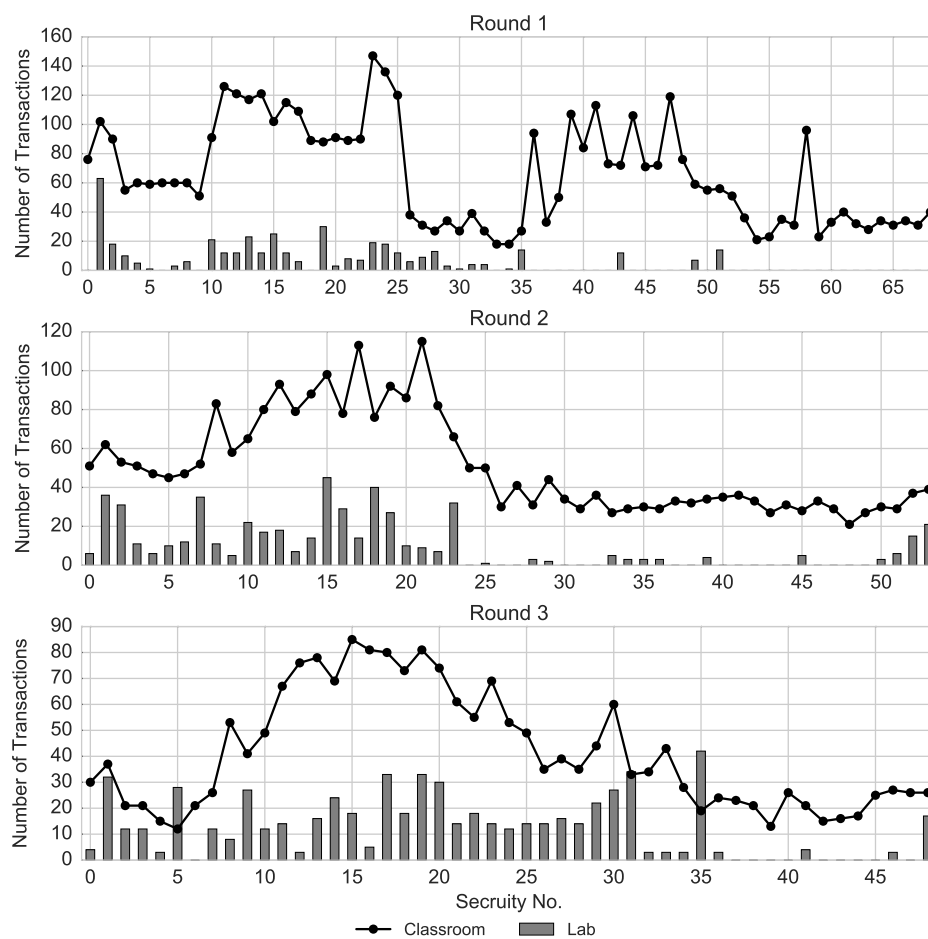 Round 1
Number of Transactions
160
140
120
100
80
60
40
20
0
0 5 10 15 20 25 30 35 40 45 50 55 60 65
Round 2
Number of Transactions
120
100
80
60
40
20
0
0 5 10 15 20 25 30 35 40 45 50
Round 3
Number of Transactions
90
80
70
60
50
40
30
20
10
0
0 5 10 15 20 25 30 35 40 45
Secruity No.
Classroom Lab